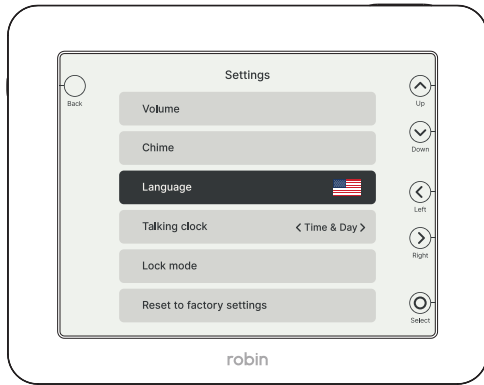 Settings
Back
Volume
Up
Chime
Down
Language
Left
Talking clock
Time & Day
Right
Lock mode
Reset to factory settings
Select
robin